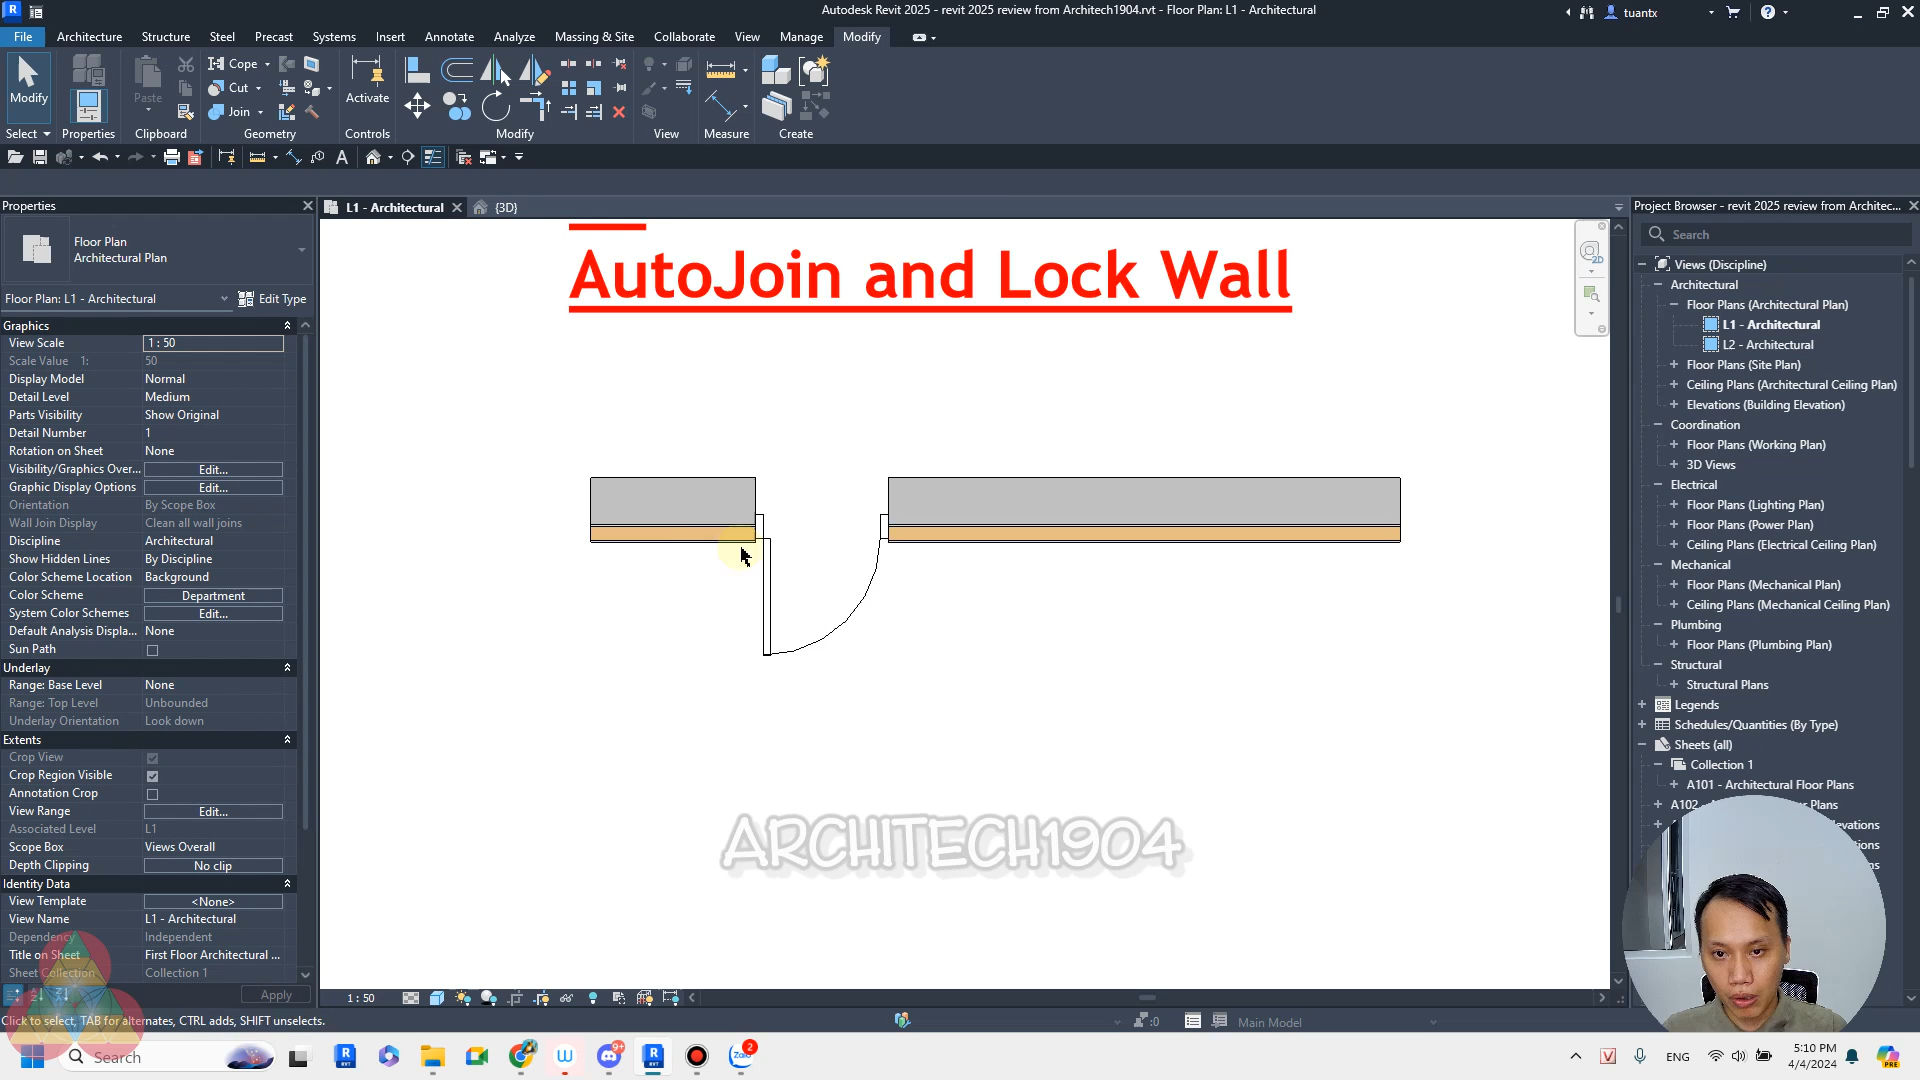 Autodesk Revit 2025 - revit 2025 review from Architech1904.rvt - Floor Plan: L1 - Architectural
tuantx
File Architecture Structure Steel Precast Systems Insert Annotate Analyze Massing & Site Collaborate View Manage Modify
Modify
Paste
Cope
Cut
Join
Activate
Select Properties Clipboard Geometry Controls Modify View Measure Create
Properties
L1 - Architectural
{3D}
Project Browser - revit 2025 review from Architec...
Floor Plan
Architectural Plan
Search
Floor Plan: L1 - Architectural
Edit Type
Graphics
View Scale 1 : 50
Scale Value 1: 50
Display Model Normal
Detail Level Medium
Parts Visibility Show Original
Detail Number 1
Rotation on Sheet None
Visibility/Graphics Over... Edit...
Graphic Display Options Edit...
Orientation By Scope Box
Wall Join Display Clean all wall joins
Discipline Architectural
Show Hidden Lines By Discipline
Color Scheme Location Background
Color Scheme Department
System Color Schemes Edit...
Default Analysis Displa... None
Sun Path
Underlay
Range: Base Level None
Range: Top Level Unbounded
Underlay Orientation Look down
Extents
Crop View
Crop Region Visible
Annotation Crop
View Range Edit...
Associated Level L1
Scope Box Views Overall
Depth Clipping No clip
Identity Data
View Template <None>
View Name L1 - Architectural
Dependency Independent
Title on Sheet First Floor Architectural ...
Sheet Collection Collection 1
Apply
AutoJoin and Lock Wall
ARCHITECH1904
2D
Views (Discipline)
Architectural
Floor Plans (Architectural Plan)
L1 - Architectural
L2 - Architectural
Floor Plans (Site Plan)
Ceiling Plans (Architectural Ceiling Plan)
Elevations (Building Elevation)
Coordination
Floor Plans (Working Plan)
3D Views
Electrical
Floor Plans (Lighting Plan)
Floor Plans (Power Plan)
Ceiling Plans (Electrical Ceiling Plan)
Mechanical
Floor Plans (Mechanical Plan)
Ceiling Plans (Mechanical Ceiling Plan)
Plumbing
Floor Plans (Plumbing Plan)
Structural
Structural Plans
Legends
Schedules/Quantities (By Type)
Sheets (all)
Collection 1
A101 - Architectural Floor Plans
A102 Plans
1 : 50
Click to select, TAB for alternates, CTRL adds, SHIFT unselects.
:0
Main Model
Search
ENG
5:10 PM
4/4/2024